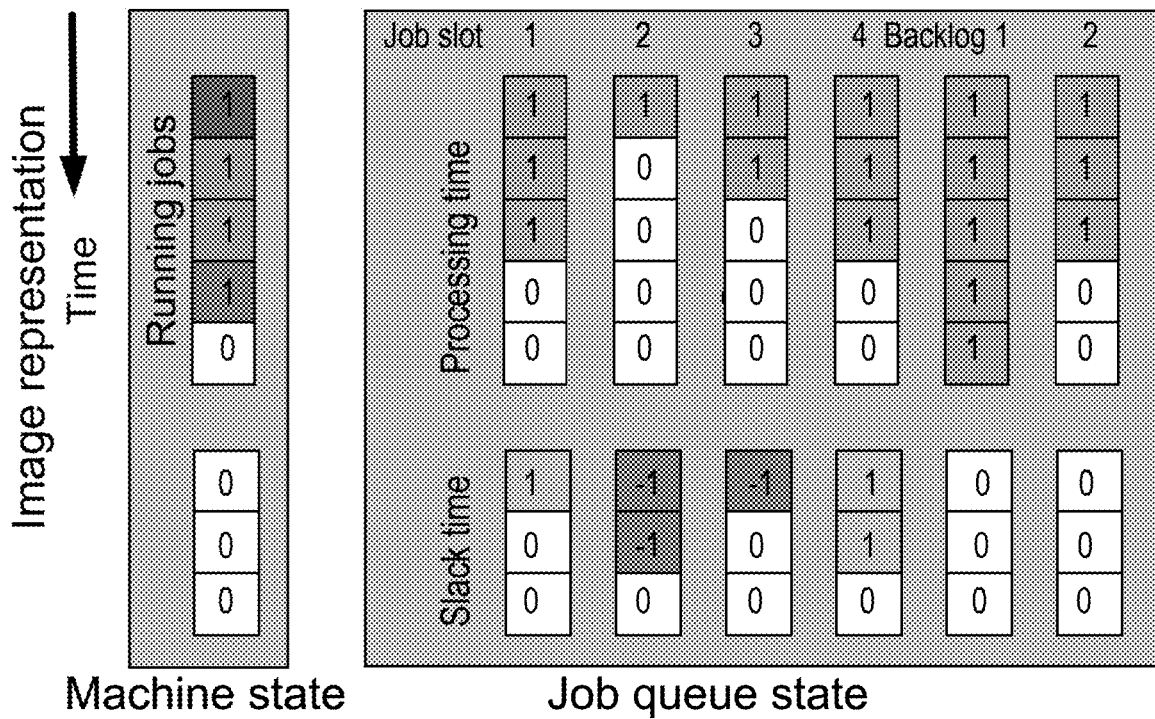 Image representation
Time
Running jobs
1
1
1
1
0
0
0
0
Machine state
Job slot 1 2 3 4 Backlog 1 2
Processing time
1 1 1 1 1 1
1 0 1 1 1 1
1 0 0 1 1 1
0 0 0 0 1 0
0 0 0 0 1 0
Slack time
1 -1 -1 1 0 0
0 -1 0 1 0 0
0 0 0 0 0 0
Job queue state